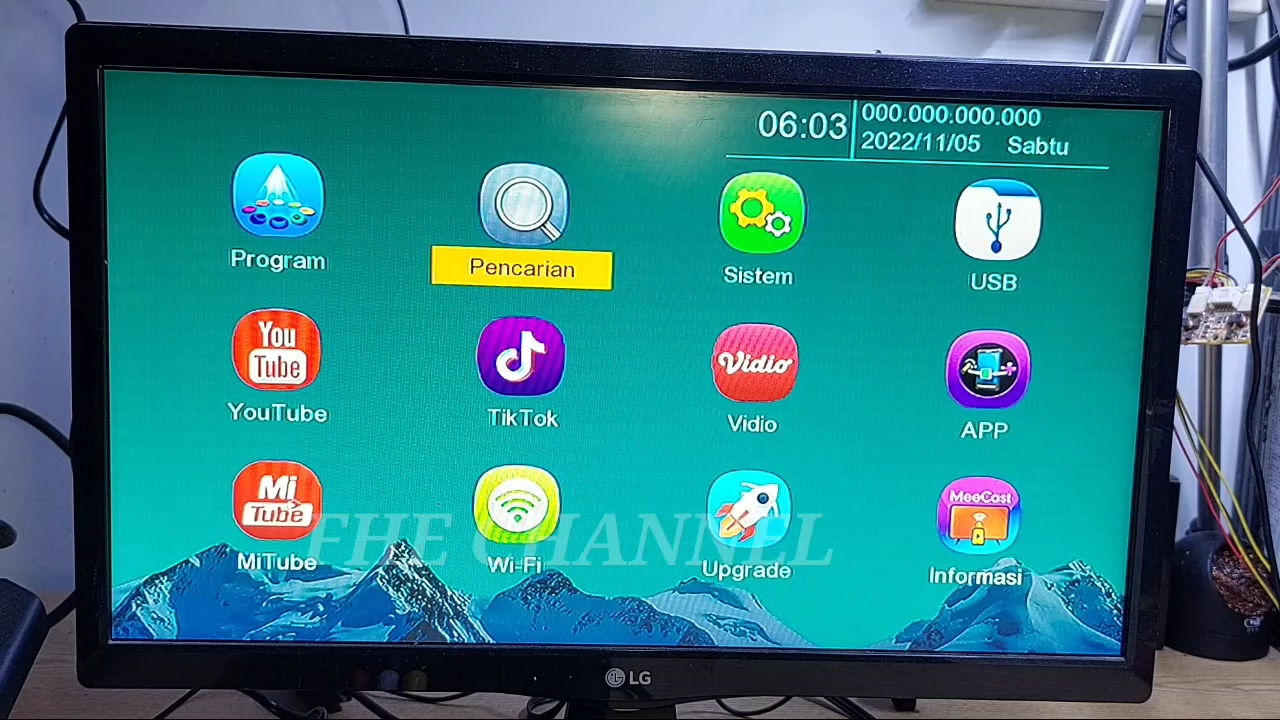 06:03
000.000.000.000
2022/11/05 Sabtu
Program
Pencarian
Sistem
USB
You
Tube
YouTube
TikTok
Vidio
Vidio
APP
Mi
Tube
MiTube
Wi-Fi
Upgrade
MeeCast
Informasi
FHE CHANNEL
LG